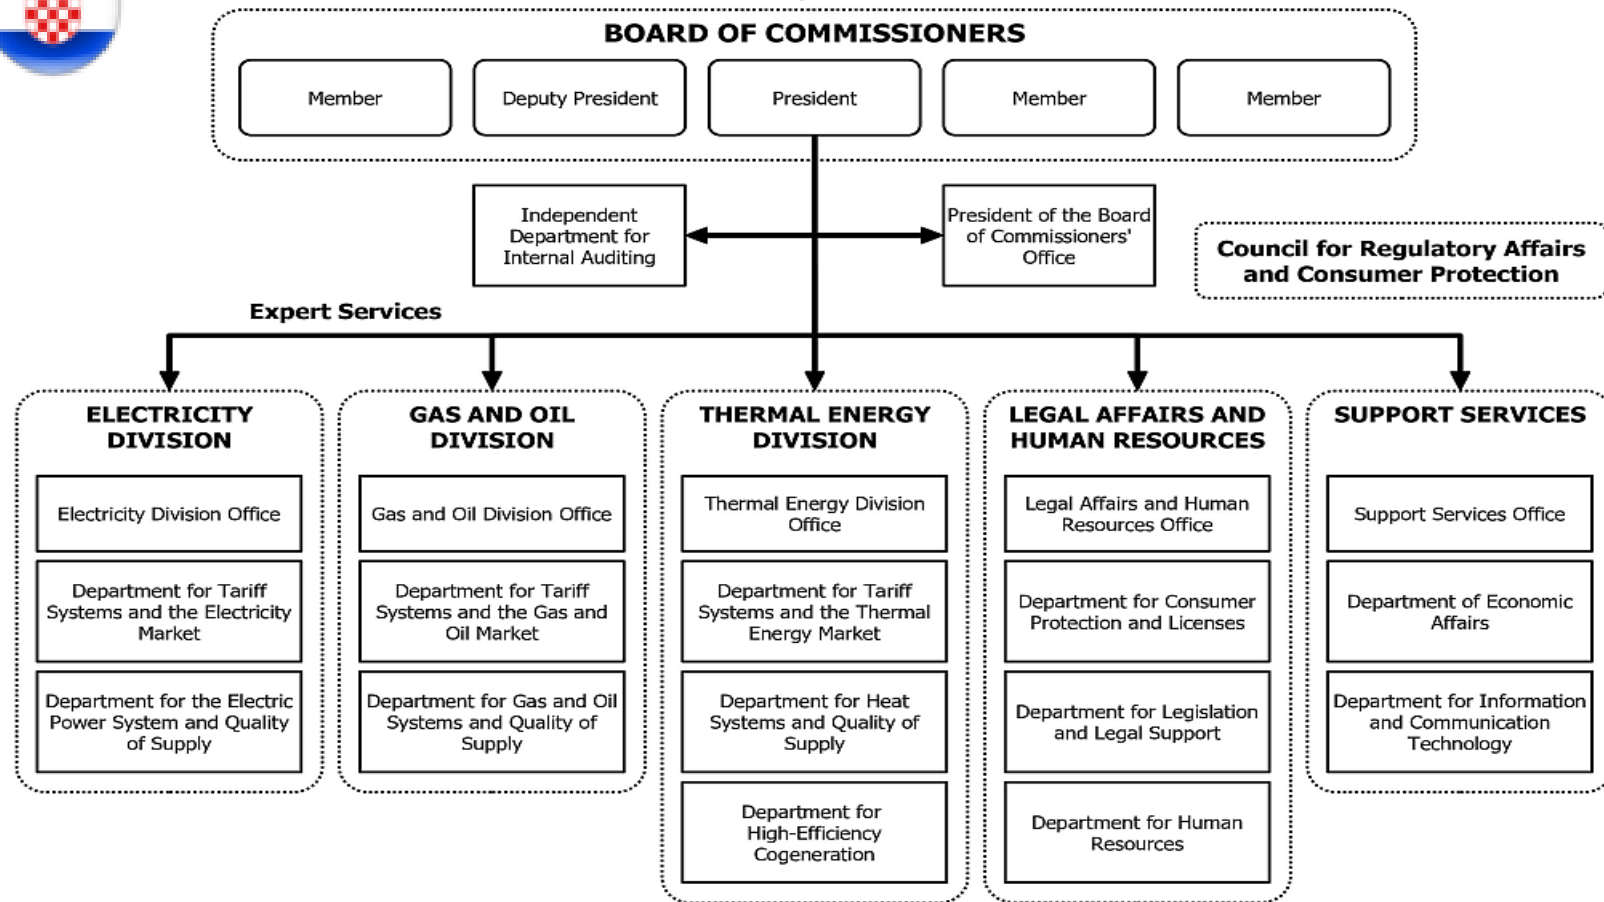 BOARD OF COMMISSIONERS
Member
Deputy President
President
Member
Member
Independent
Department for
Internal Auditing
President of the Board
of Commissioners'
Office
Council for Regulatory Affairs
and Consumer Protection
Expert Services
ELECTRICITY
DIVISION
Electricity Division Office
Department for Tariff
Systems and the Electricity
Market
Department for the Electric
Power System and Quality
of Supply
GAS AND OIL
DIVISION
Gas and Oil Division Office
Department for Tariff
Systems and the Gas and
Oil Market
Department for Gas and Oil
Systems and Quality of
Supply
THERMAL ENERGY
DIVISION
Thermal Energy Division
Office
Department for Tariff
Systems and the Thermal
Energy Market
Department for Heat
Systems and Quality of
Supply
Department for
High-Efficiency
Cogeneration
LEGAL AFFAIRS AND
HUMAN RESOURCES
Legal Affairs and Human
Resources Office
Department for Consumer
Protection and Licenses
Department for Legislation
and Legal Support
Department for Human
Resources
SUPPORT SERVICES
Support Services Office
Department of Economic
Affairs
Department for Information
and Communication
Technology